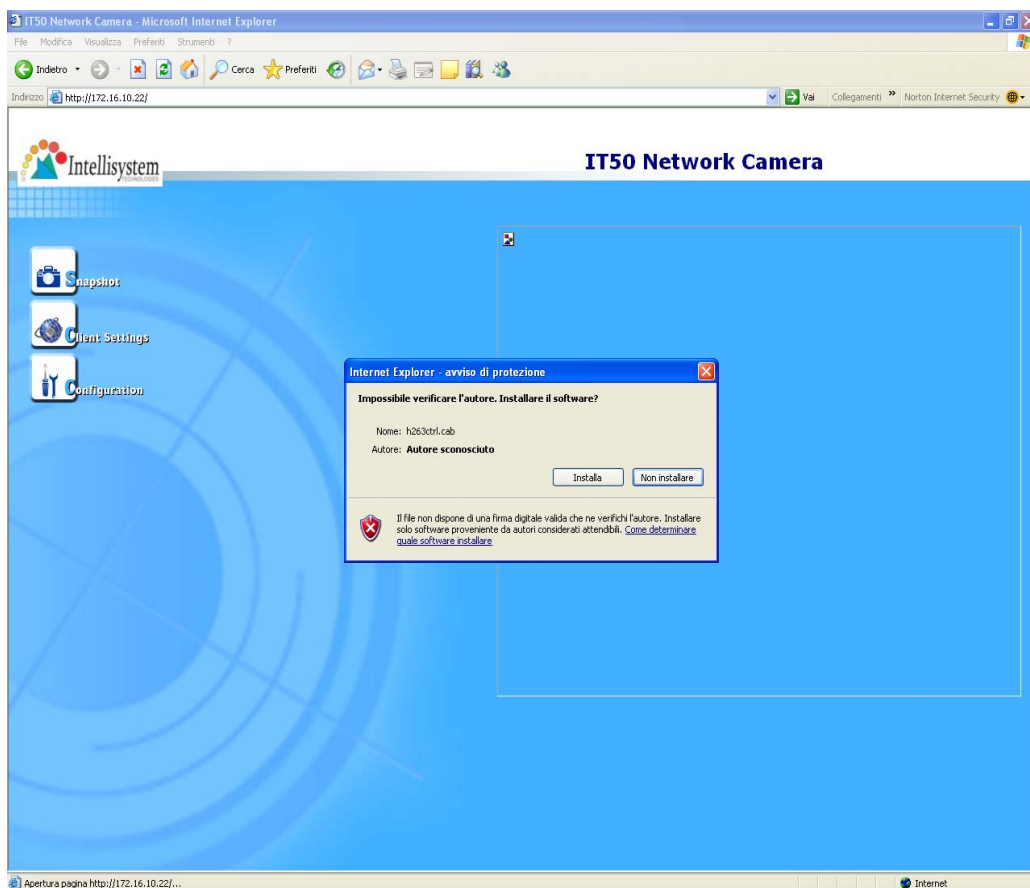 IT50 Network Camera - Microsoft Internet Explorer
File Modifica Visualizza Preferiti Strumenti ?
Indietro Cerca Preferiti
Indirizzo http://172.16.10.22/ Vai Collegamenti » Norton Internet Security
Intellisystem
TECHNOLOGIES
IT50 Network Camera
Snapshot
Client Settings
Configuration
Internet Explorer - avviso di protezione
Impossibile verificare l'autore. Installare il software?
Nome: h263ctrl.cab
Autore: Autore sconosciuto
Installa Non installare
Il file non dispone di una firma digitale valida che ne verifichi l'autore. Installare
solo software proveniente da autori considerati attendibili. Come determinare
quale software installare
Apertura pagina http://172.16.10.22/... Internet